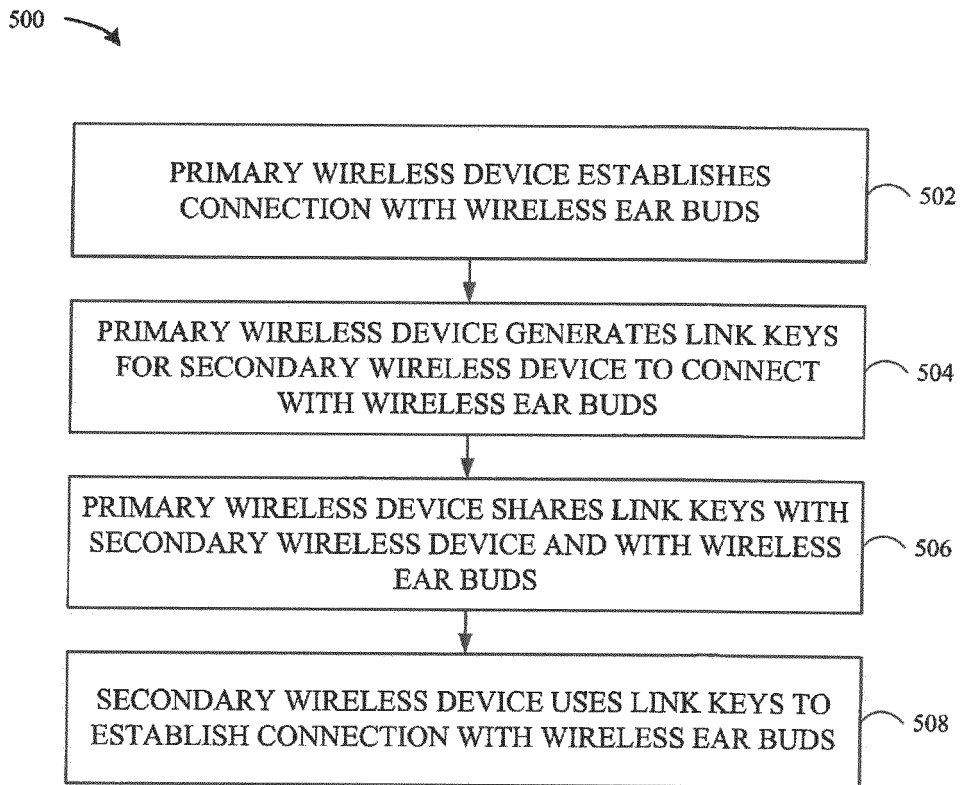 500
PRIMARY WIRELESS DEVICE ESTABLISHES
CONNECTION WITH WIRELESS EAR BUDS
502
PRIMARY WIRELESS DEVICE GENERATES LINK KEYS
FOR SECONDARY WIRELESS DEVICE TO CONNECT
WITH WIRELESS EAR BUDS
504
PRIMARY WIRELESS DEVICE SHARES LINK KEYS WITH
SECONDARY WIRELESS DEVICE AND WITH WIRELESS
EAR BUDS
506
SECONDARY WIRELESS DEVICE USES LINK KEYS TO
ESTABLISH CONNECTION WITH WIRELESS EAR BUDS
508